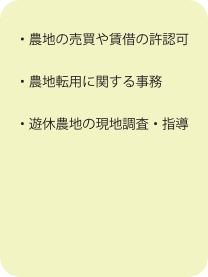 ・農地の売買や賃借の許認可
・農地転用に関する事務
・遊休農地の現地調査・指導